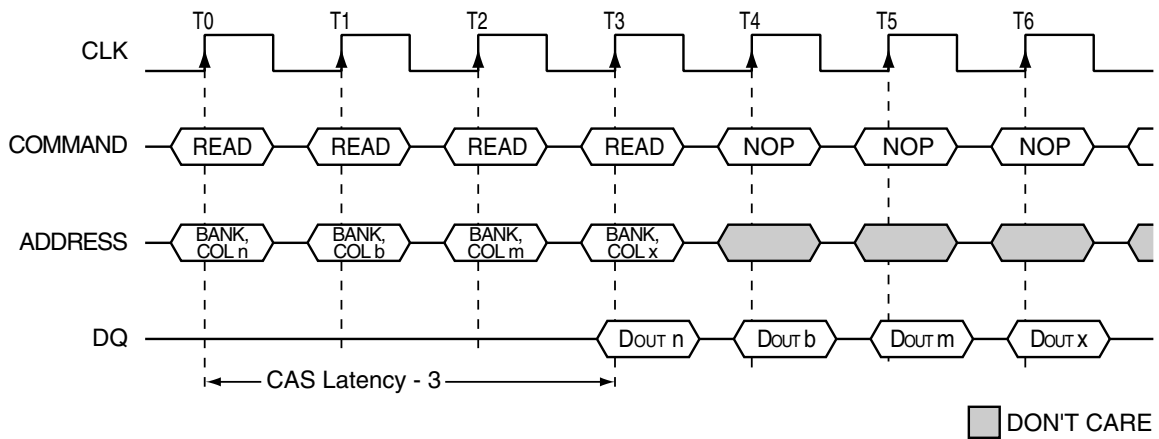 T0 T1 T2 T3 T4 T5 T6
CLK
COMMAND READ READ READ READ NOP NOP NOP
ADDRESS
BANK, COL n
BANK, COL b
BANK, COL m
BANK, COL x
DQ DOUT n DOUT b DOUT m DOUT x
CAS Latency - 3
DON'T CARE